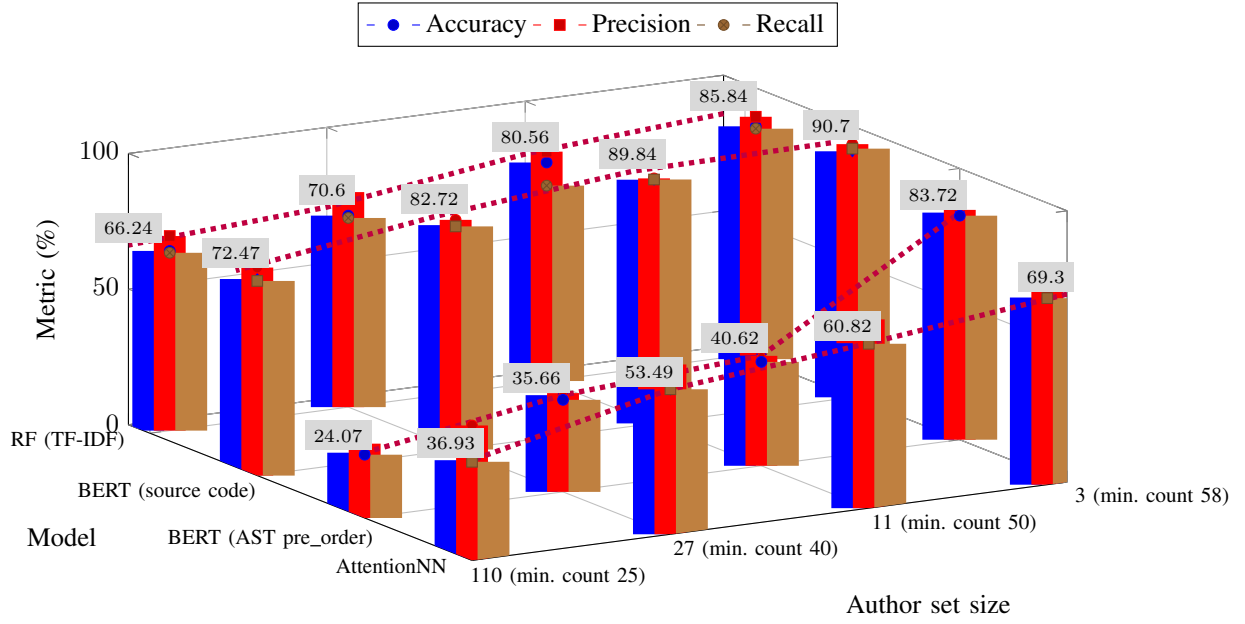 Accuracy Precision Recall
85.84
80.56
90.7
100
89.84
70.6
82.72
83.72
66.24
72.47
69.3
Metric (%)
50
40.62
60.82
53.49
35.66
36.93
24.07
0
RF (TF-IDF)
BERT (source code)
BERT (AST pre_order)
AttentionNN
Model
3 (min. count 58)
11 (min. count 50)
27 (min. count 40)
110 (min. count 25)
Author set size